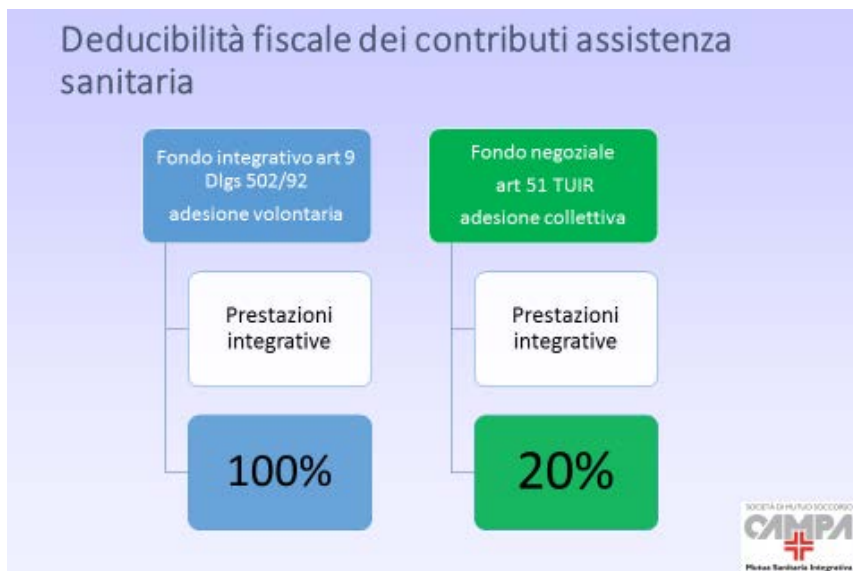 Deducibilità fiscale dei contributi assistenza
sanitaria
Fondo integrativo art 9
Dlgs 502/92
adesione volontaria
Prestazioni
integrative
100%
Fondo negoziale
art 51 TUIR
adesione collettiva
Prestazioni
integrative
20%
SOCIETÀ DI MUTUO SOCCORSO
CAMPA
Mutua Sanitaria Integrativa